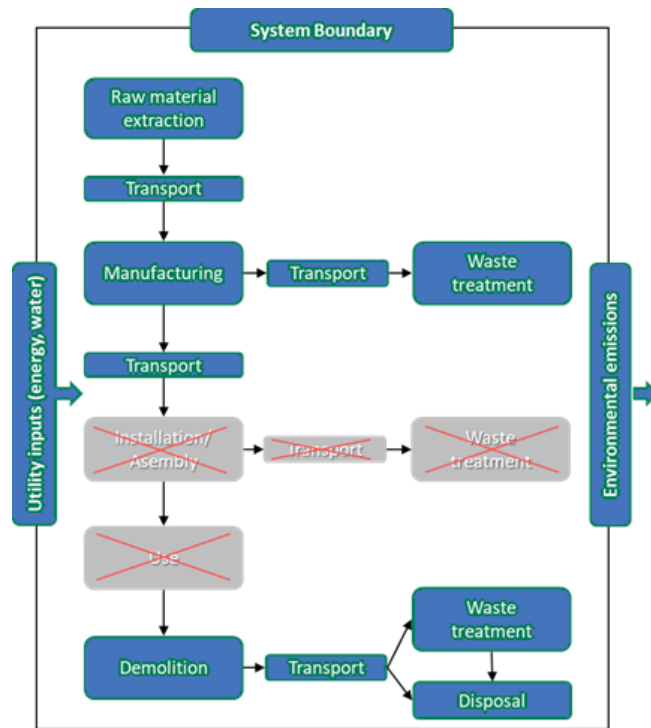 System Boundary
Raw material
extraction
Transport
Manufacturing
Transport
Waste
treatment
Transport
Installation/
Asembly
Transport
Waste
treatment
Use
Demolition
Transport
Waste
treatment
Disposal
Utility inputs (energy, water)
Environmental emissions